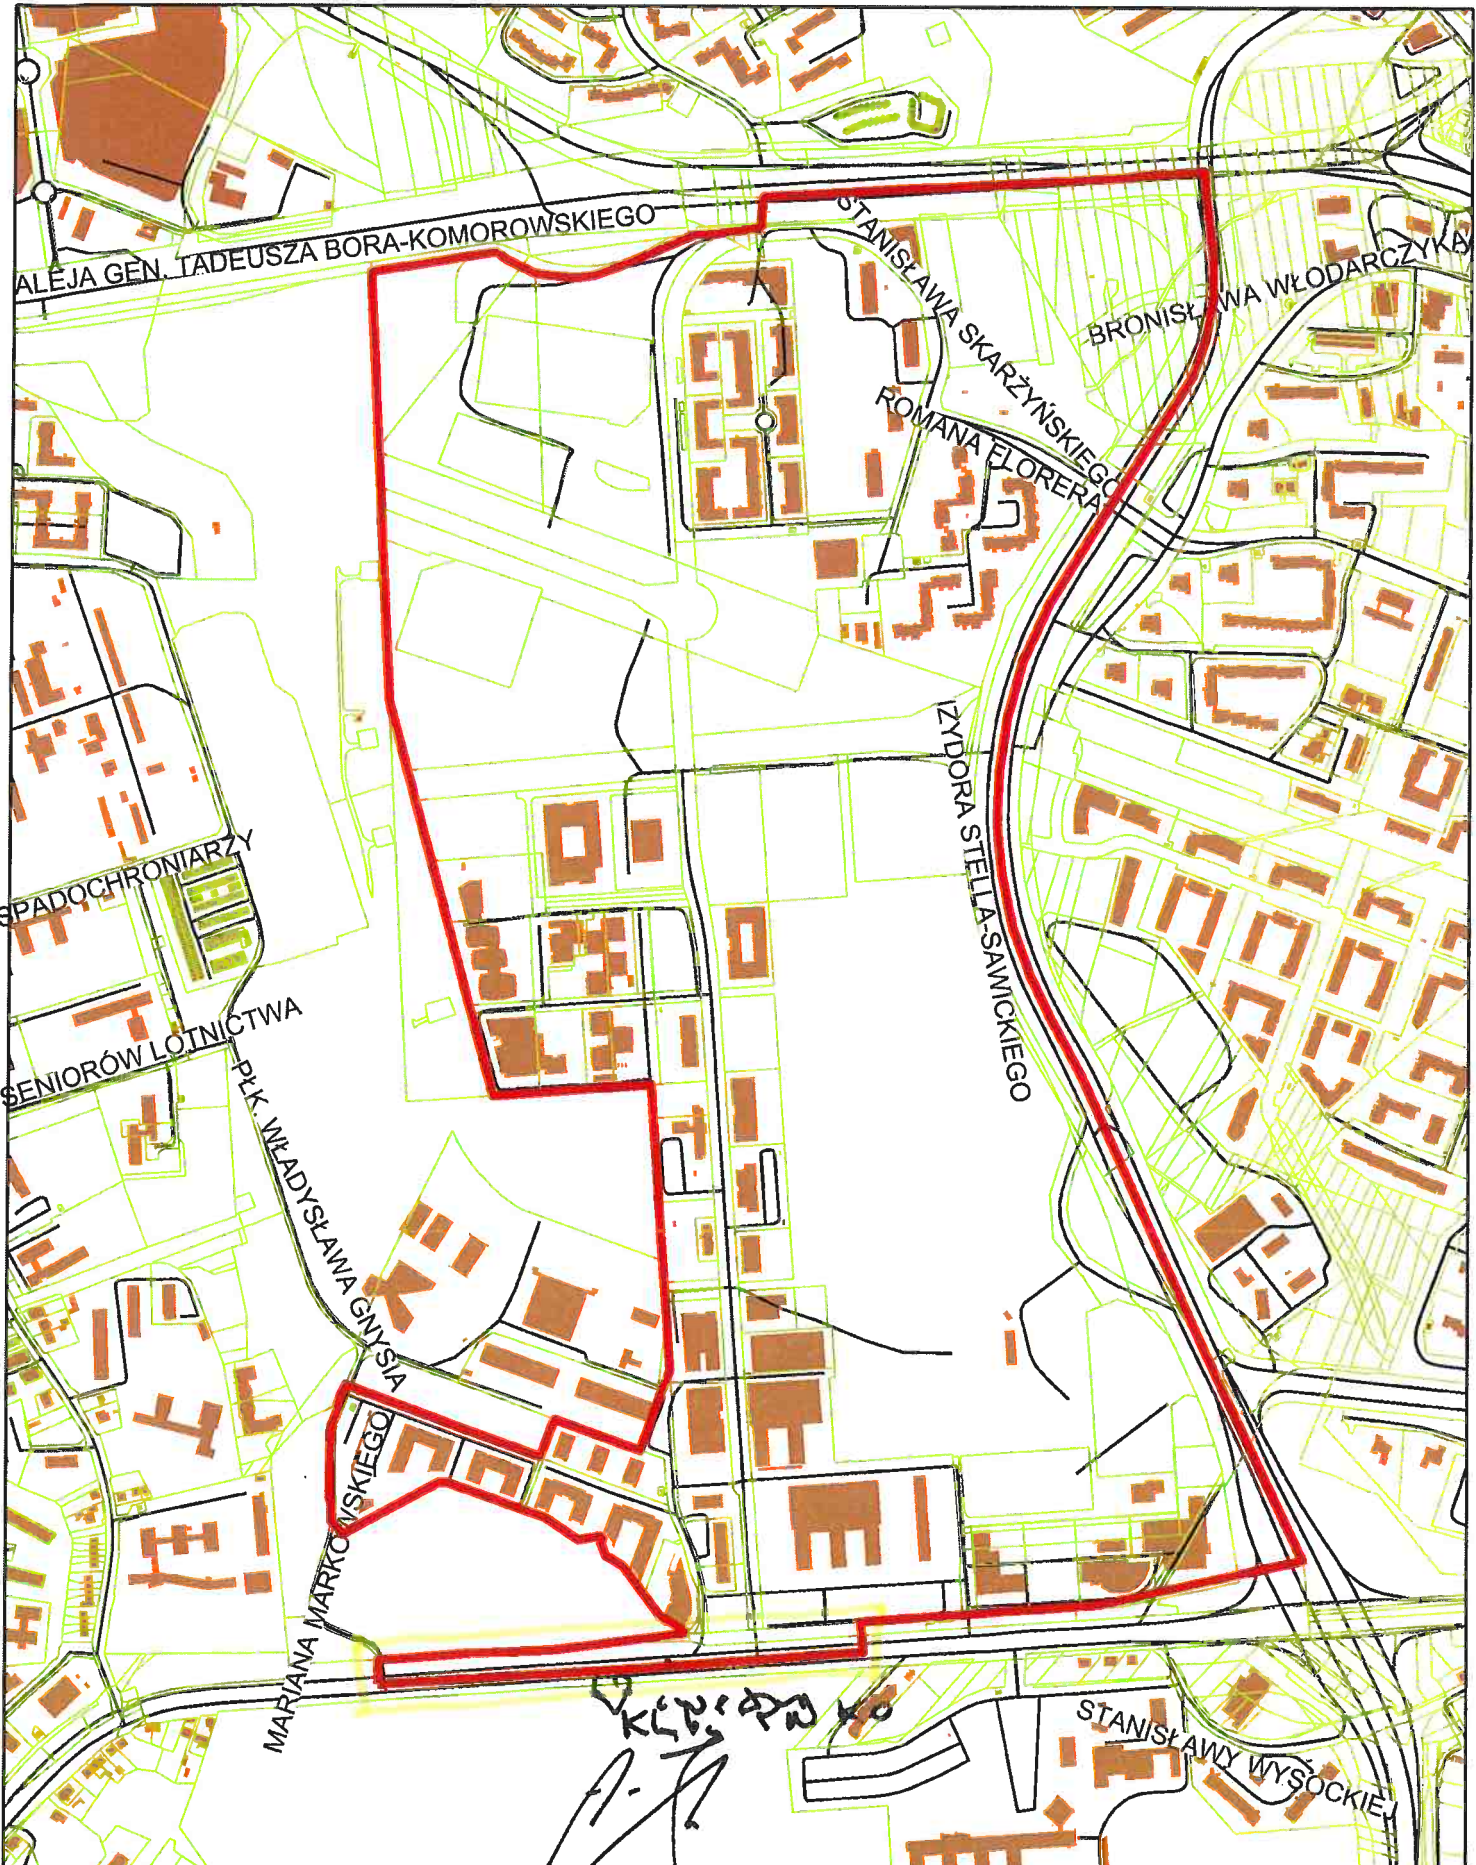 ALEJA GEN. TADEUSZA BORA-KOMOROWSKIEGO
STANISŁAWA SKARŻYŃSKIEGO
BRONISŁAWA WŁODARCZYKA
ROMANA FLORERA
IZYDORA STELLA-SAWICKIEGO
SPADOCHRONIARZY
SENIORÓW LOTNICTWA
PŁK. WŁADYSŁAWA GNYSIA
MARIANA MARKOWSKIEGO
STANISŁAWY WYSOCKIEJ